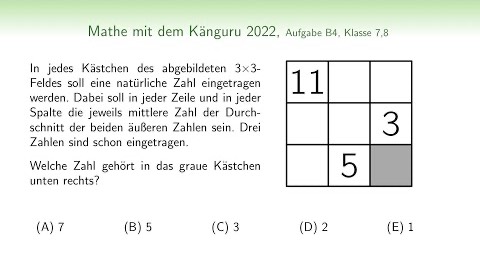 Mathe mit dem Känguru 2022, Aufgabe B4, Klasse 7,8
In jedes Kästchen des abgebildeten 3×3-
Feldes soll eine natürliche Zahl eingetragen
werden. Dabei soll in jeder Zeile und in jeder
Spalte die jeweils mittlere Zahl der Durch-
schnitt der beiden äußeren Zahlen sein. Drei
Zahlen sind schon eingetragen.
Welche Zahl gehört in das graue Kästchen
unten rechts?
11
3
5
(A) 7 (B) 5 (C) 3 (D) 2 (E) 1